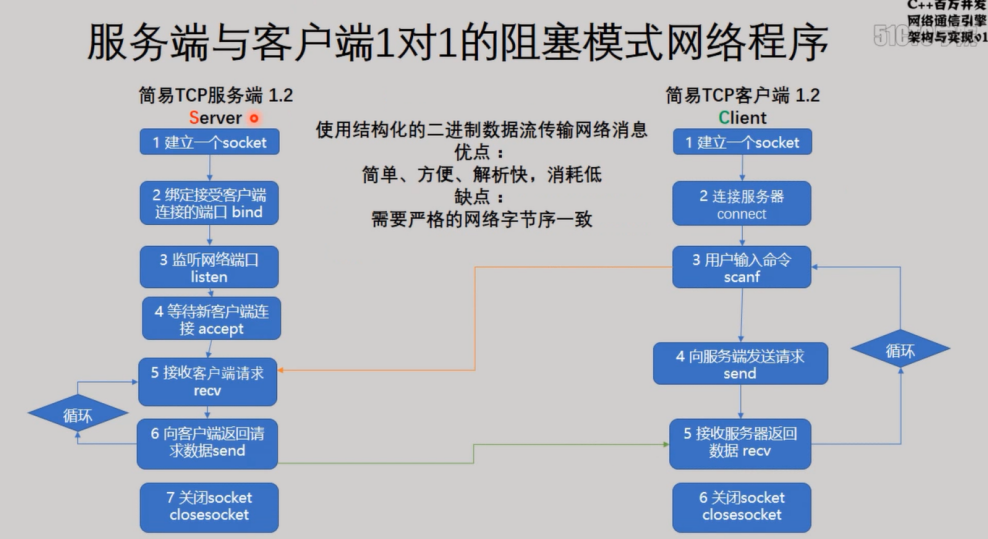 C++百万并发
网络通信引擎
架构与实现01
服务端与客户端1对1的阻塞模式网络程序
简易TCP服务端 1.2
Server
1 建立一个socket
2 绑定接受客户端
连接的端口 bind
3 监听网络端口
listen
4 等待新客户端连
接 accept
5 接收客户端请求
recv
循环
6 向客户端返回请
求数据send
7 关闭socket
closesocket
使用结构化的二进制数据流传输网络消息
优点：
简单、方便、解析快，消耗低
缺点：
需要严格的网络字节序一致
简易TCP客户端 1.2
Client
1 建立一个socket
2 连接服务器
connect
3 用户输入命令
scanf
4 向服务端发送请求
send
循环
5 接收服务器返回
数据 recv
6 关闭socket
closesocket